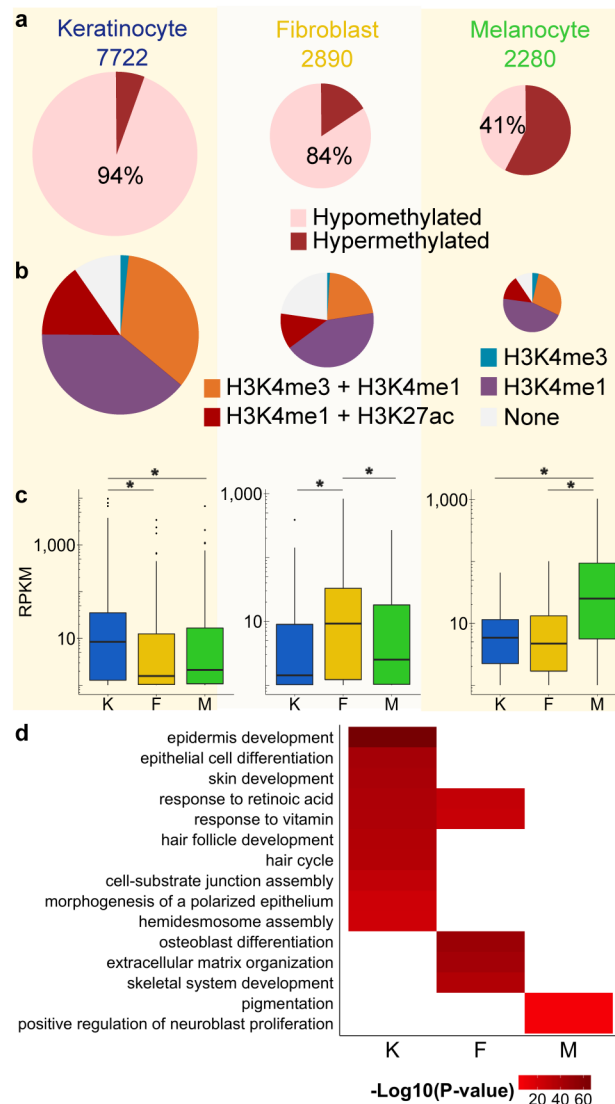 a
Keratinocyte
7722
Fibroblast
2890
Melanocyte
2280
94%
84%
41%
Hypomethylated
Hypermethylated
b
H3K4me3 + H3K4me1
H3K4me1 + H3K27ac
H3K4me3
H3K4me1
None
c
RPKM
1,000
10
* *
K F M
1,000
10
* *
K F M
1,000
10
*
*
K F M
d
epidermis development
epithelial cell differentiation
skin development
response to retinoic acid
response to vitamin
hair follicle development
hair cycle
cell-substrate junction assembly
morphogenesis of a polarized epithelium
hemidesmosome assembly
osteoblast differentiation
extracellular matrix organization
skeletal system development
pigmentation
positive regulation of neuroblast proliferation
K F M
-Log10(P-value)
20 40 60